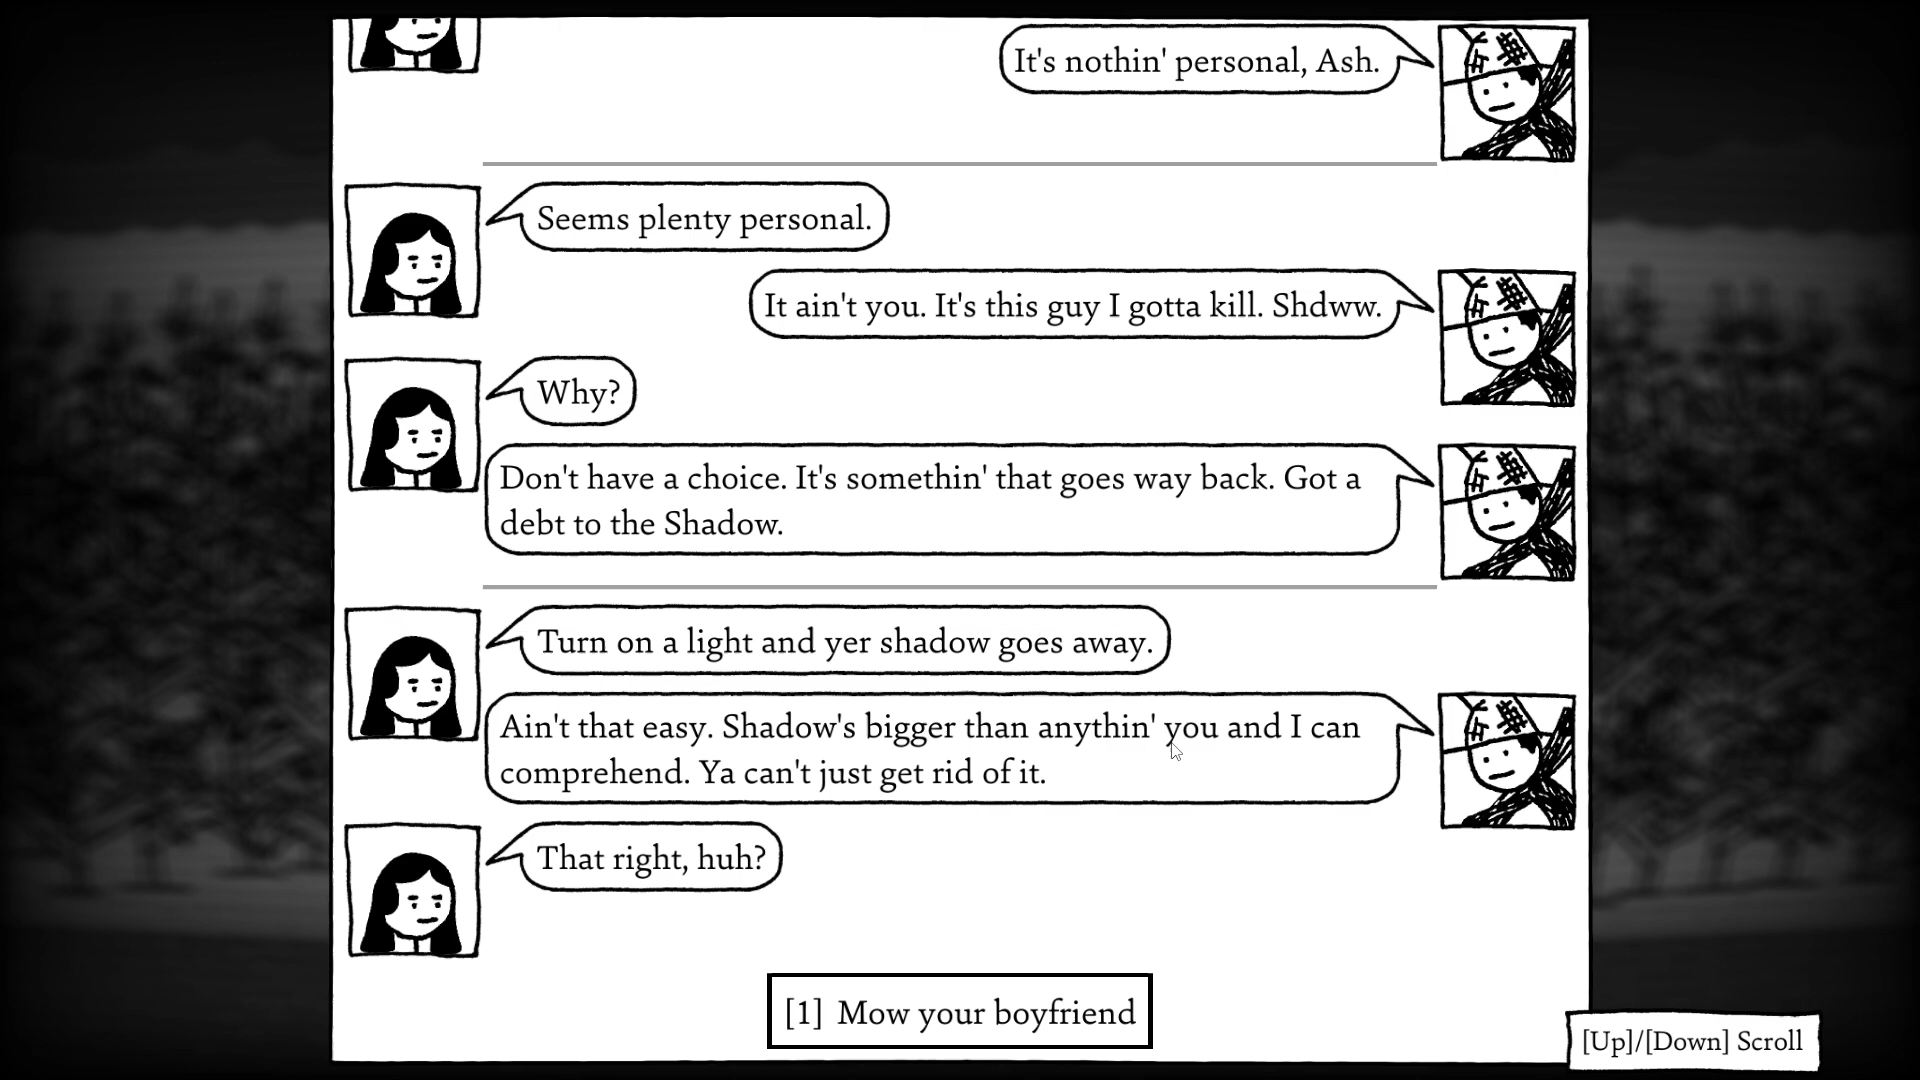 It's nothin' personal, Ash.
Seems plenty personal.
It ain't you. It's this guy I gotta kill. Shdww.
Why?
Don't have a choice. It's somethin' that goes way back. Got a
debt to the Shadow.
Turn on a light and yer shadow goes away.
Ain't that easy. Shadow's bigger than anythin' you and I can
comprehend. Ya can't just get rid of it.
That right, huh?
[1] Mow your boyfriend
[Up]/[Down] Scroll